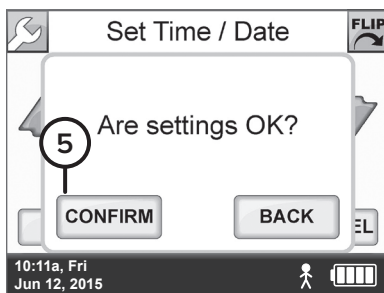 Set Time / Date
FLIP
Are settings OK?
5
CONFIRM
BACK
EL
10:11a, Fri
Jun 12, 2015